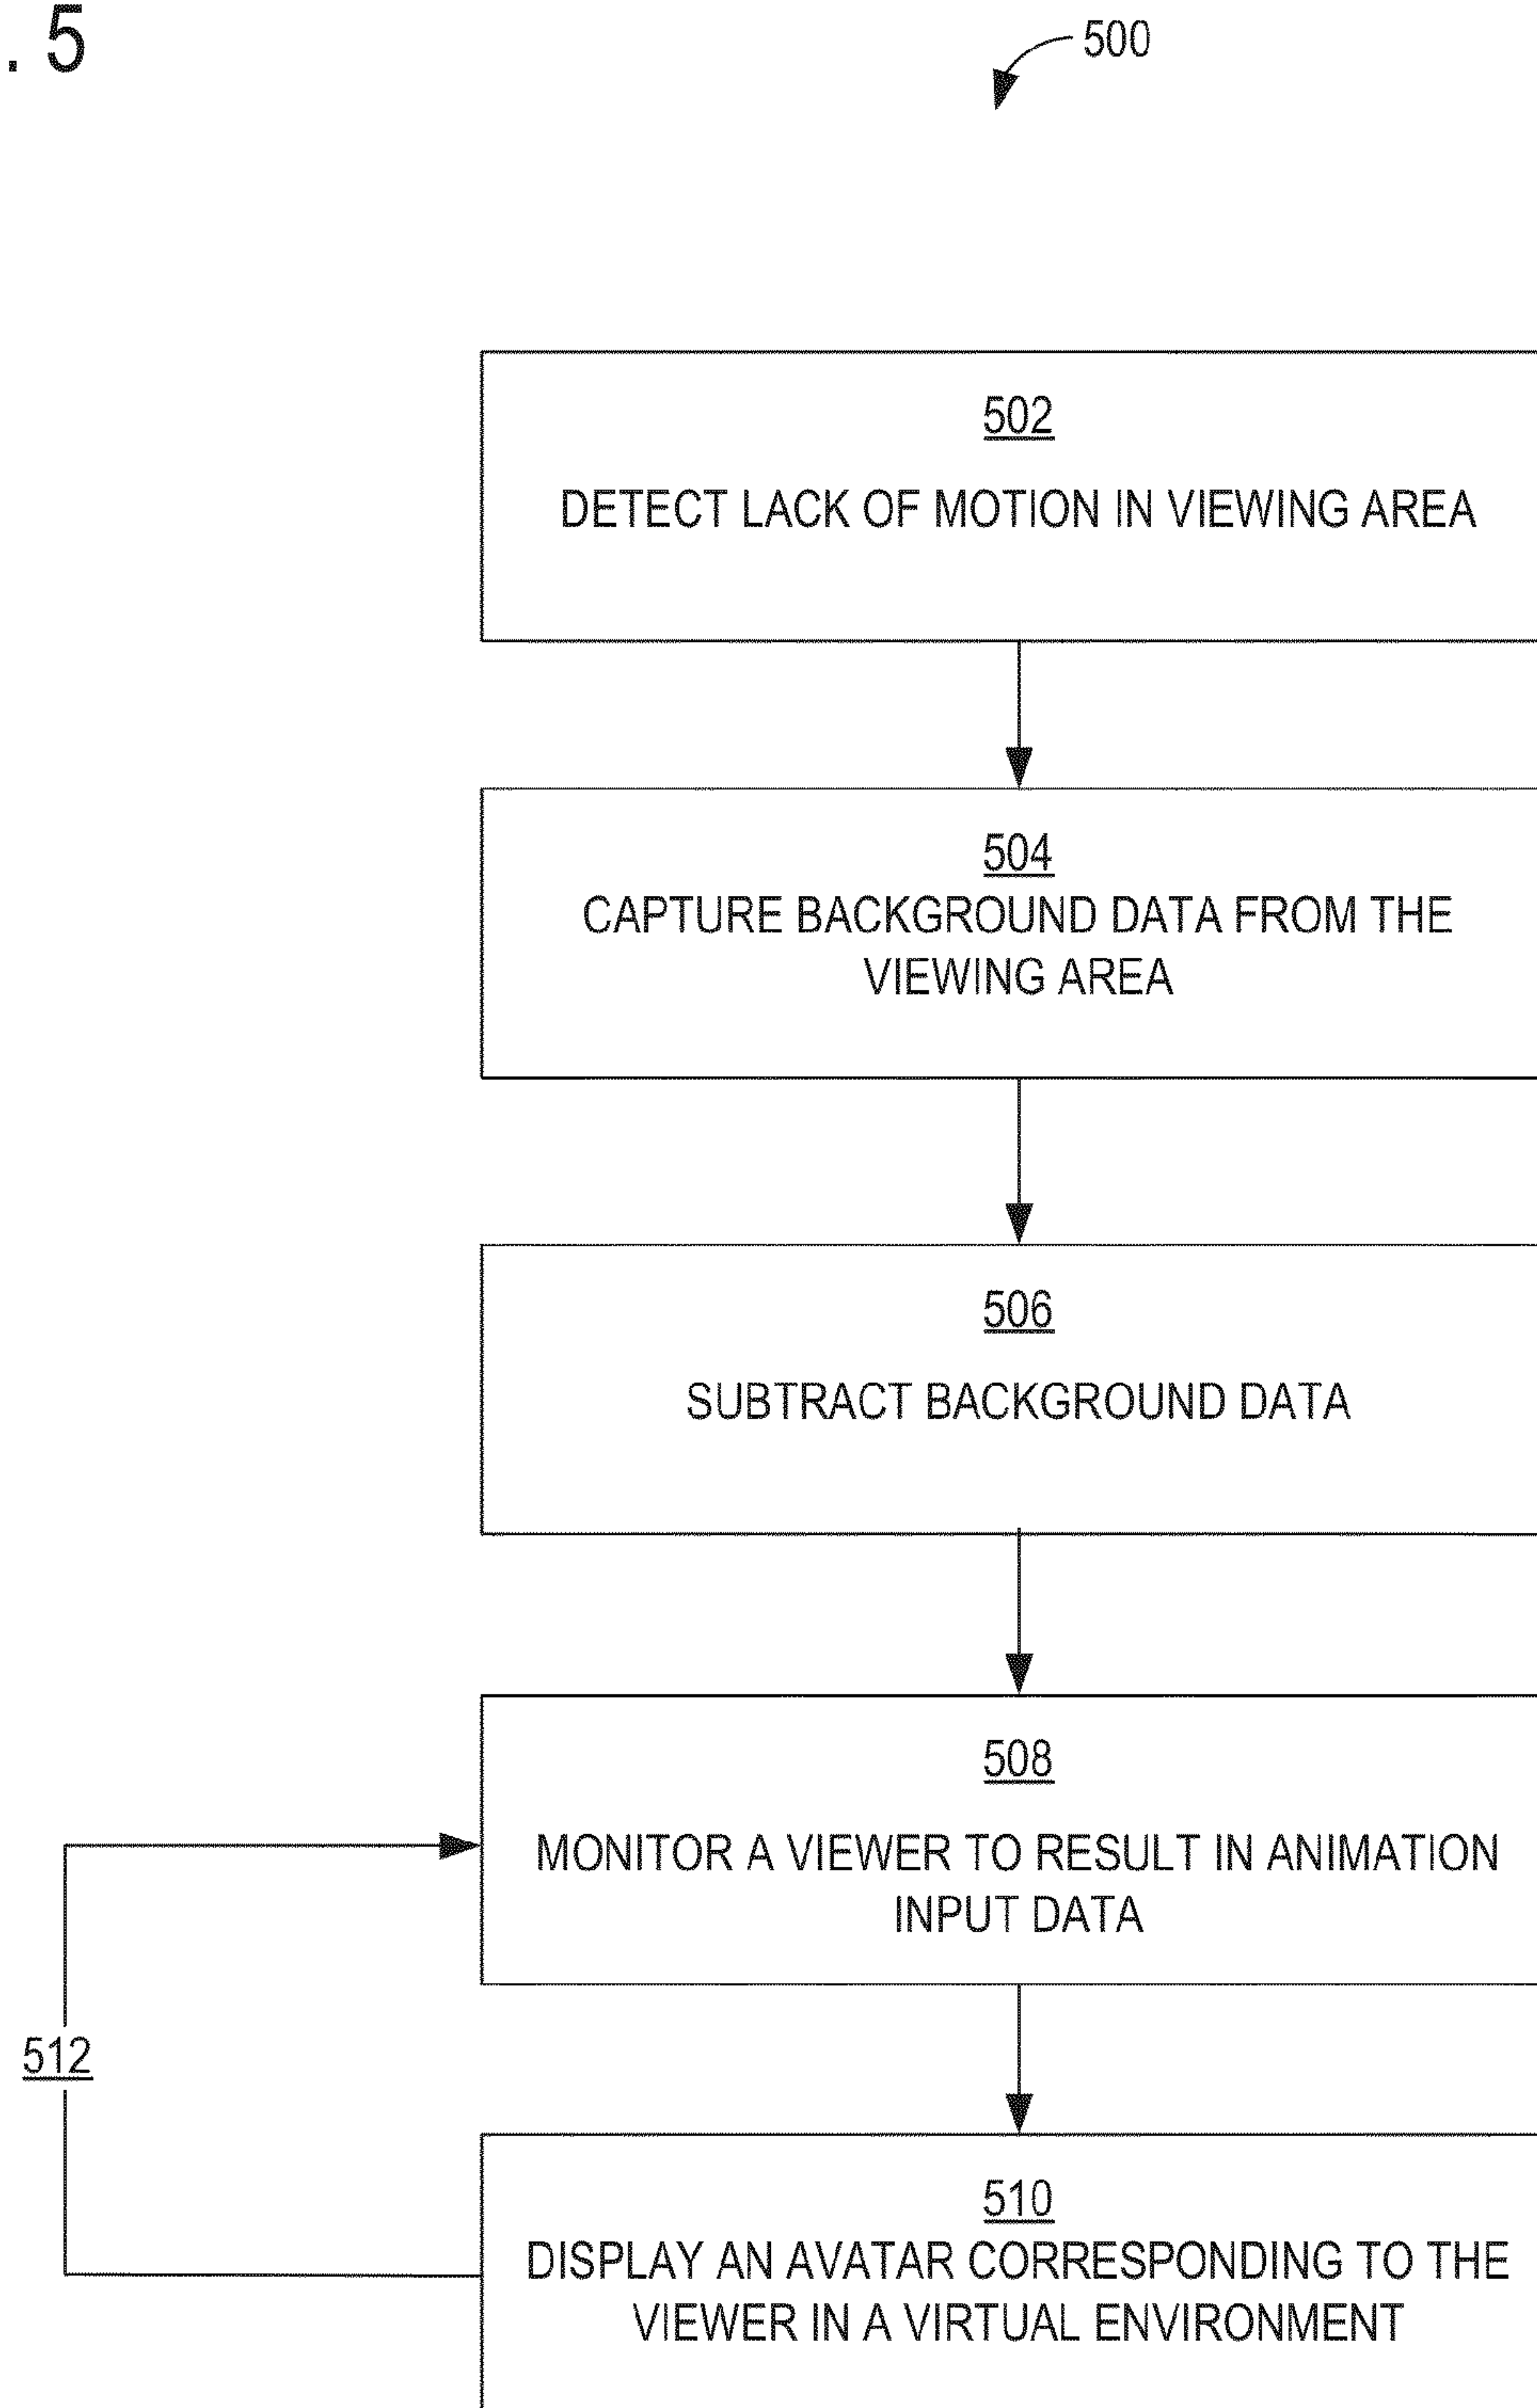 . 5
500
502
DETECT LACK OF MOTION IN VIEWING AREA
504
CAPTURE BACKGROUND DATA FROM THE
VIEWING AREA
506
SUBTRACT BACKGROUND DATA
508
MONITOR A VIEWER TO RESULT IN ANIMATION
INPUT DATA
512
510
DISPLAY AN AVATAR CORRESPONDING TO THE
VIEWER IN A VIRTUAL ENVIRONMENT